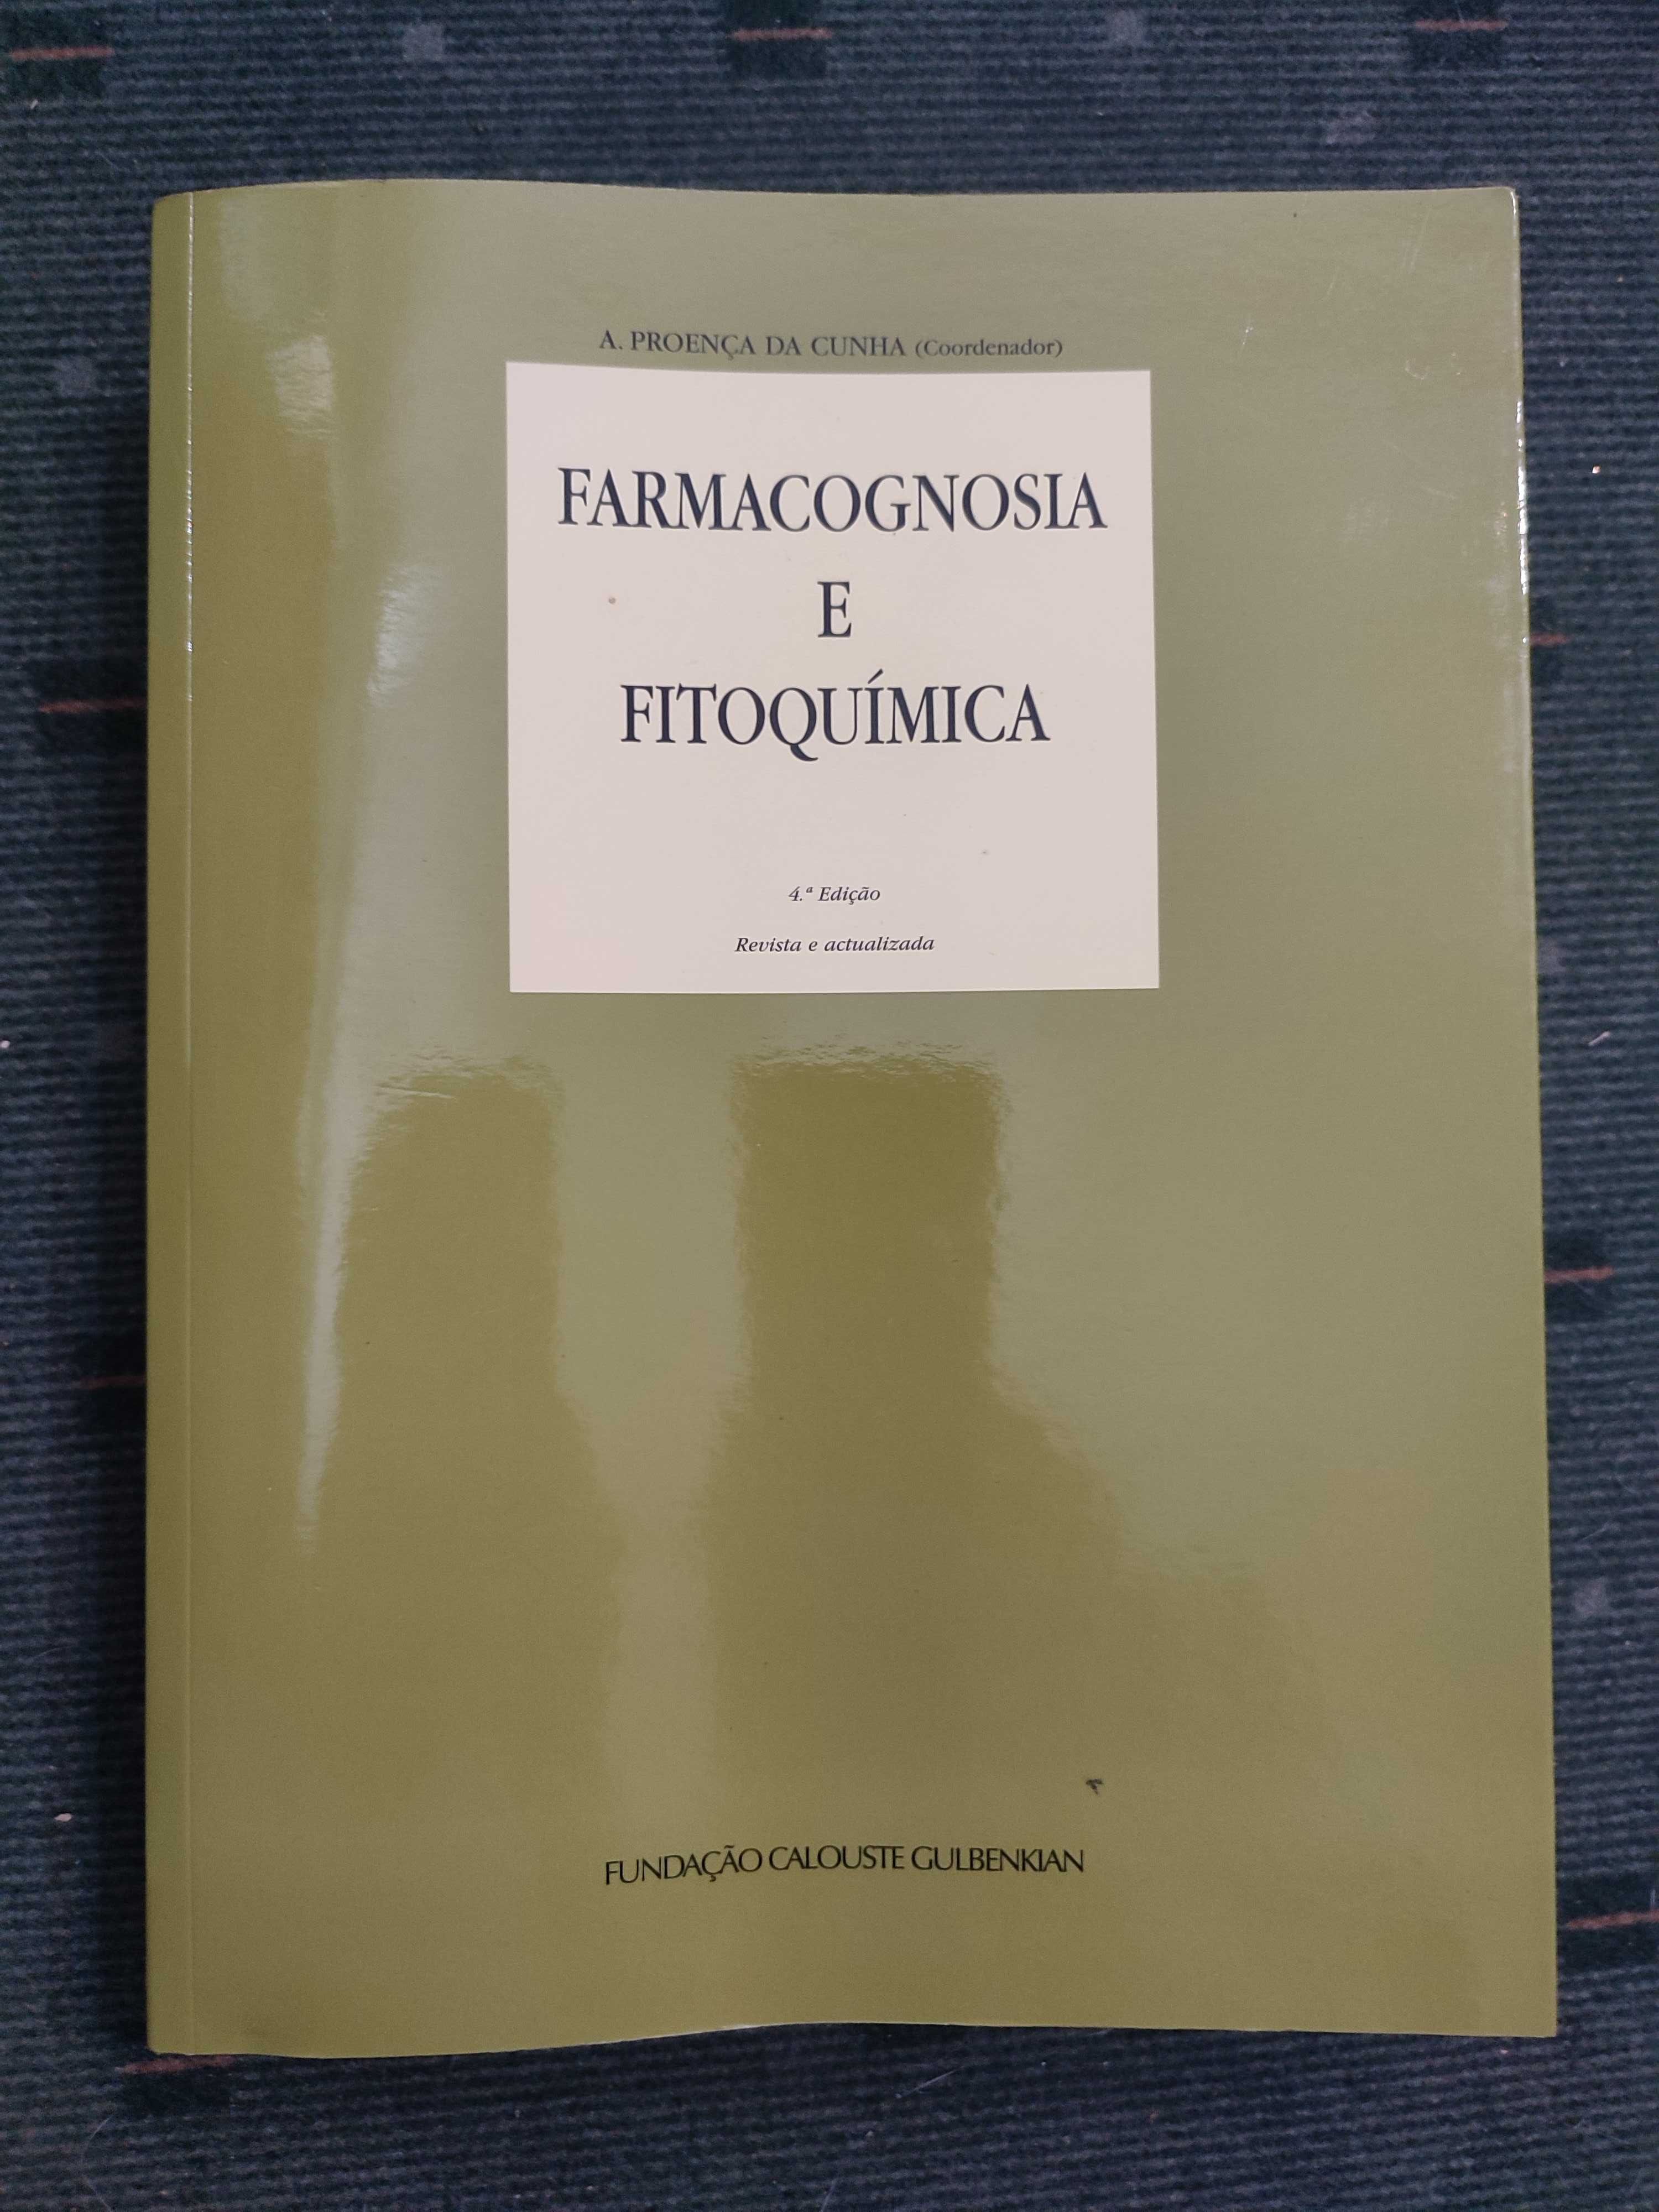 A. PROENÇA DA CUNHA (Coordenador)
FARMACOGNOSIA
E
FITOQUÍMICA
4.ª Edição
Revista e actualizada
FUNDAÇÃO CALOUSTE GULBENKIAN